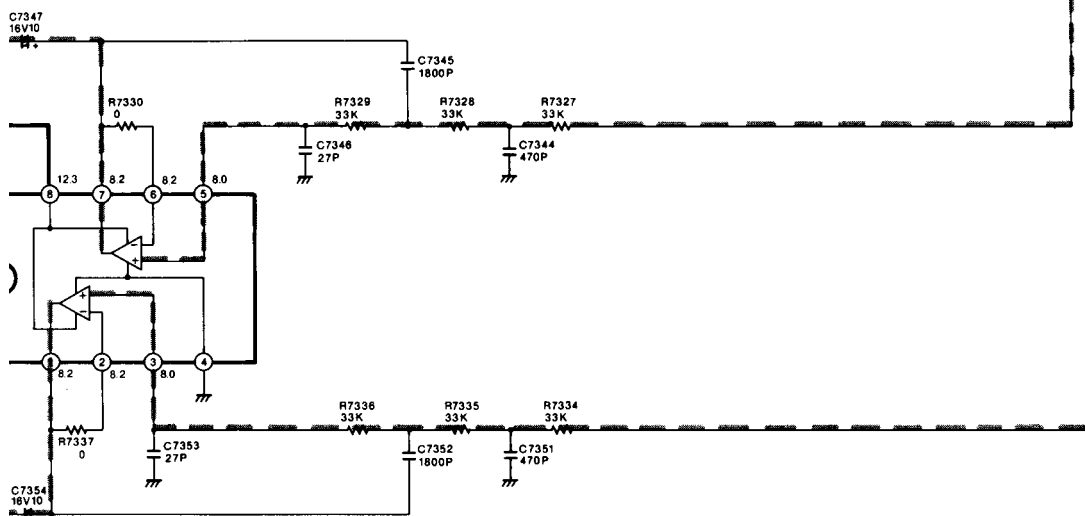 C7347
16V10
+
C7345
1800P
R7330
0
R7329
33K
R7328
33K
R7327
33K
C7346
27P
C7344
470P
8 12.3
7 8.2
6 8.2
5 8.0
−
+
+
−
8.2
2 8.2
3 8.0
4
R7337
0
R7336
33K
R7335
33K
R7334
33K
C7353
27P
C7352
1800P
C7351
470P
C7354
16V10